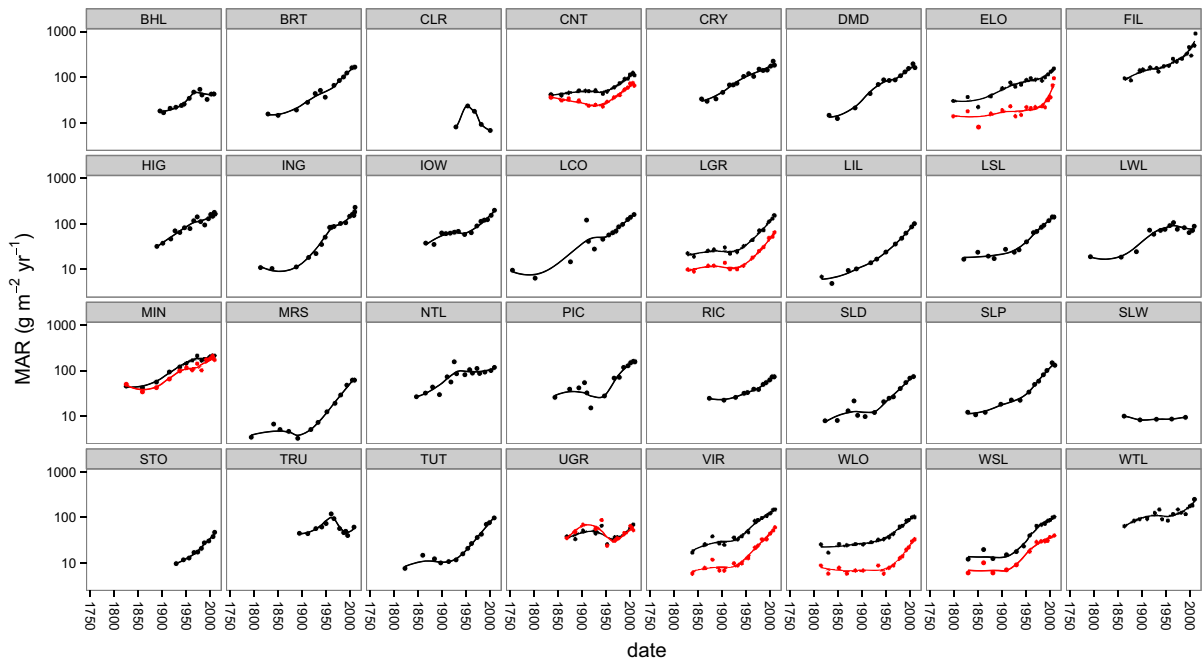 BHL BRT CLR CNT CRY DMD ELO FIL
1000
100
10
HIG ING IOW LCO LGR LIL LSL LWL
1000
100
10
MIN MRS NTL PIC RIC SLD SLP SLW
1000
100
10
STO TRU TUT UGR VIR WLO WSL WTL
1000
100
10
MAR (g m⁻² yr⁻¹)
1750 1800 1850 1900 1950 2000 1750 1800 1850 1900 1950 2000 1750 1800 1850 1900 1950 2000 1750 1800 1850 1900 1950 2000 1750 1800 1850 1900 1950 2000 1750 1800 1850 1900 1950 2000 1750 1800 1850 1900 1950 2000 1750 1800 1850 1900 1950 2000
date